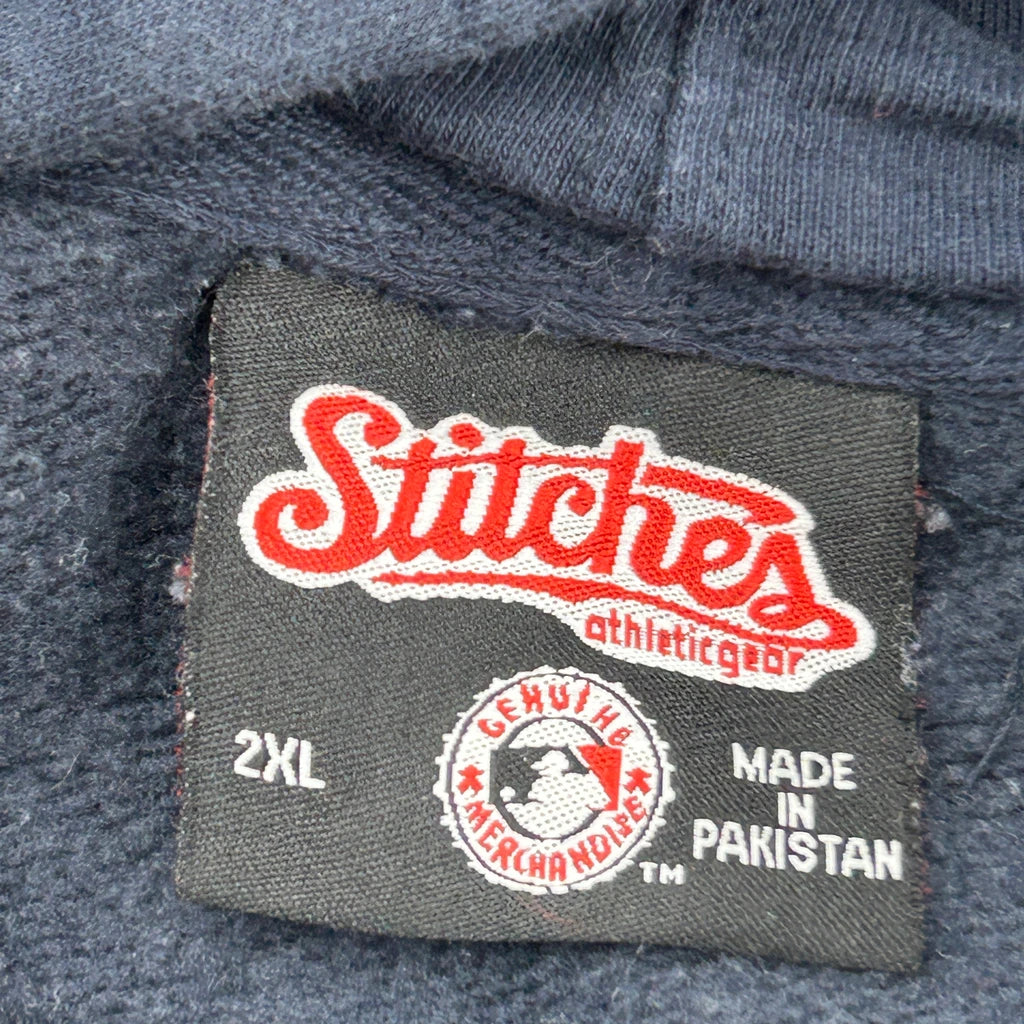 Stitches
athleticgear
2XL
GENUINE
MERCHANDISE
TM
MADE
IN
PAKISTAN